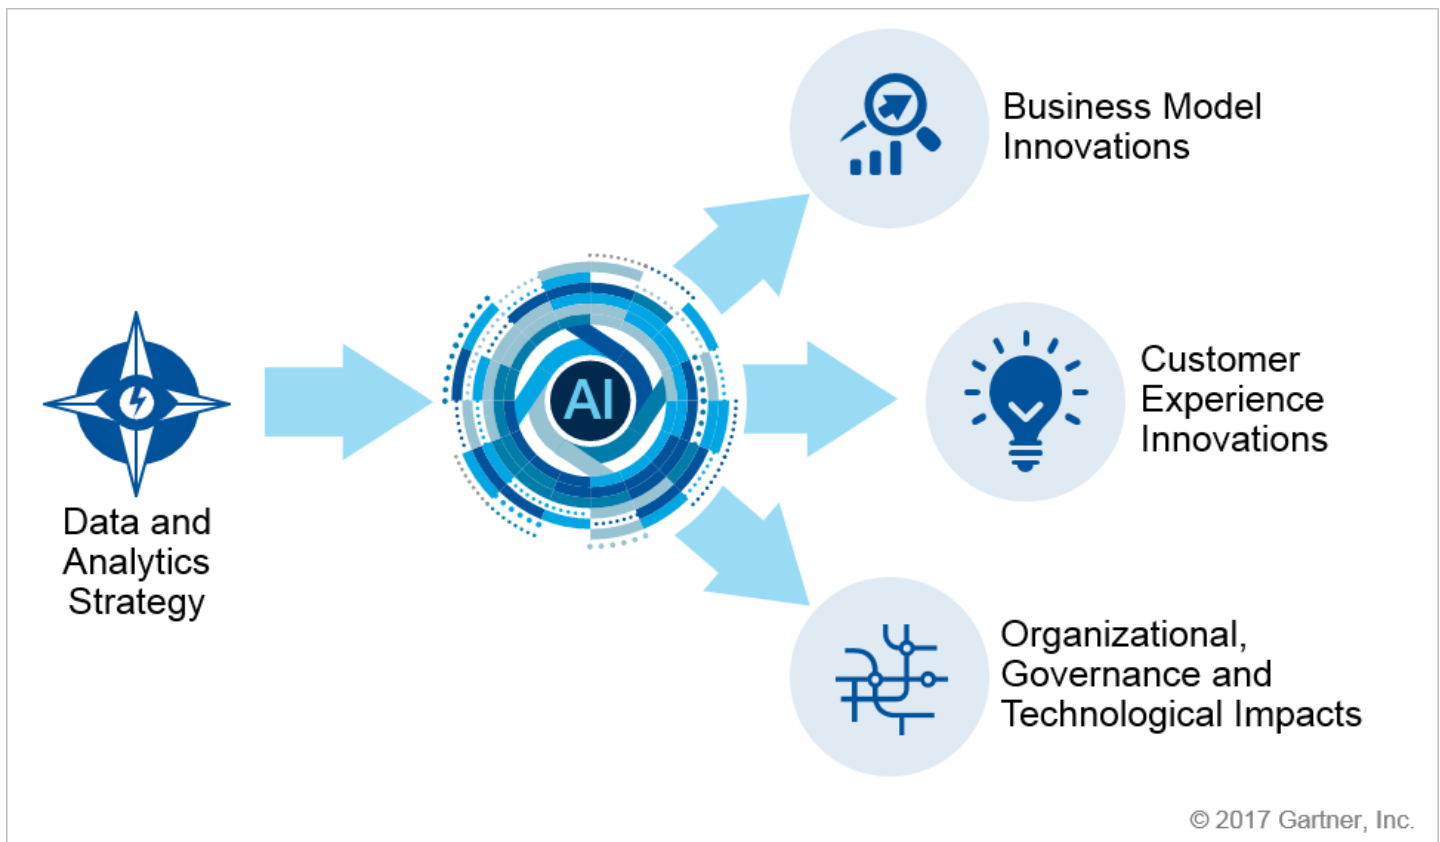 Data and
Analytics
Strategy
AI
Business Model
Innovations
Customer
Experience
Innovations
Organizational,
Governance and
Technological Impacts
© 2017 Gartner, Inc.